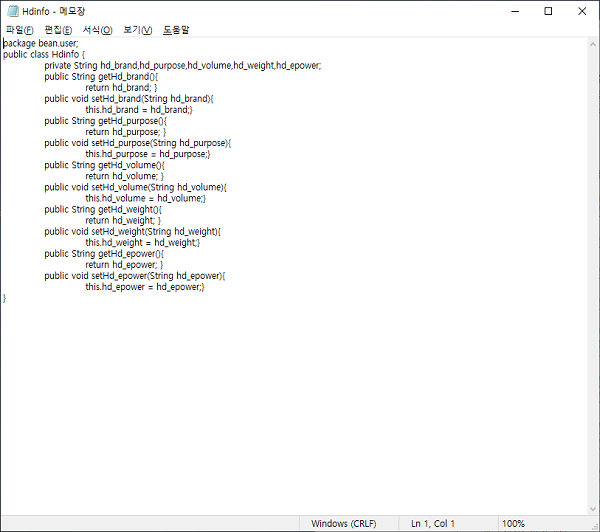 Hdinfo - 메모장
파일(F) 편집(E) 서식(O) 보기(V) 도움말
package bean.user;
public class Hdinfo {
private String hd_brand,hd_purpose,hd_volume,hd_weight,hd_epower;
public String getHd_brand(){
return hd_brand; }
public void setHd_brand(String hd_brand){
this.hd_brand = hd_brand;}
public String getHd_purpose(){
return hd_purpose; }
public void setHd_purpose(String hd_purpose){
this.hd_purpose = hd_purpose;}
public String getHd_volume(){
return hd_volume; }
public void setHd_volume(String hd_volume){
this.hd_volume = hd_volume;}
public String getHd_weight(){
return hd_weight; }
public void setHd_weight(String hd_weight){
this.hd_weight = hd_weight;}
public String getHd_epower(){
return hd_epower; }
public void setHd_epower(String hd_epower){
this.hd_epower = hd_epower;}
}
Windows (CRLF) Ln 1, Col 1 100%